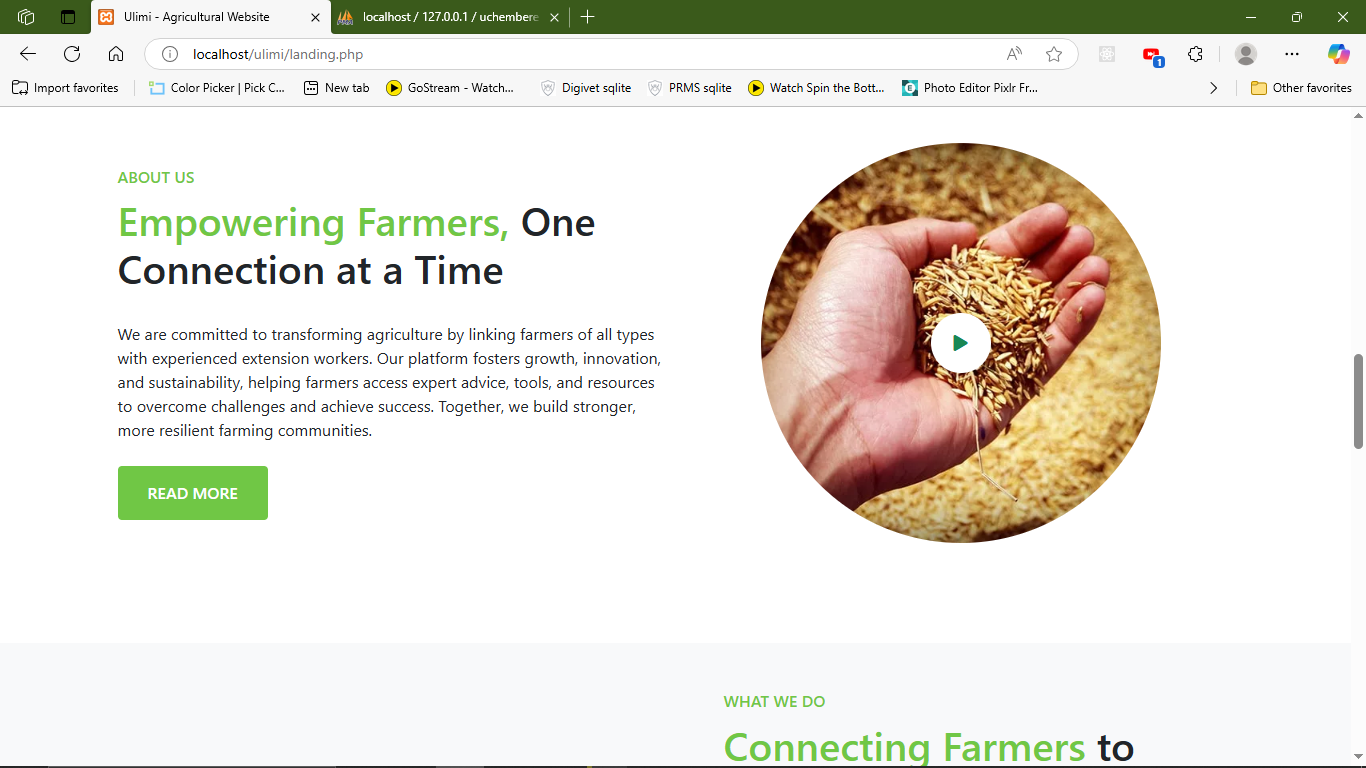 Ulimi - Agricultural Website
localhost / 127.0.0.1 / uchembere
localhost/ulimi/landing.php
1
Import favorites
Color Picker | Pick C...
New tab
GoStream - Watch...
Digivet sqlite
PRMS sqlite
Watch Spin the Bott...
Photo Editor Pixlr Fr...
Other favorites
ABOUT US
Empowering Farmers, One
Connection at a Time
We are committed to transforming agriculture by linking farmers of all types
with experienced extension workers. Our platform fosters growth, innovation,
and sustainability, helping farmers access expert advice, tools, and resources
to overcome challenges and achieve success. Together, we build stronger,
more resilient farming communities.
READ MORE
WHAT WE DO
Connecting Farmers to